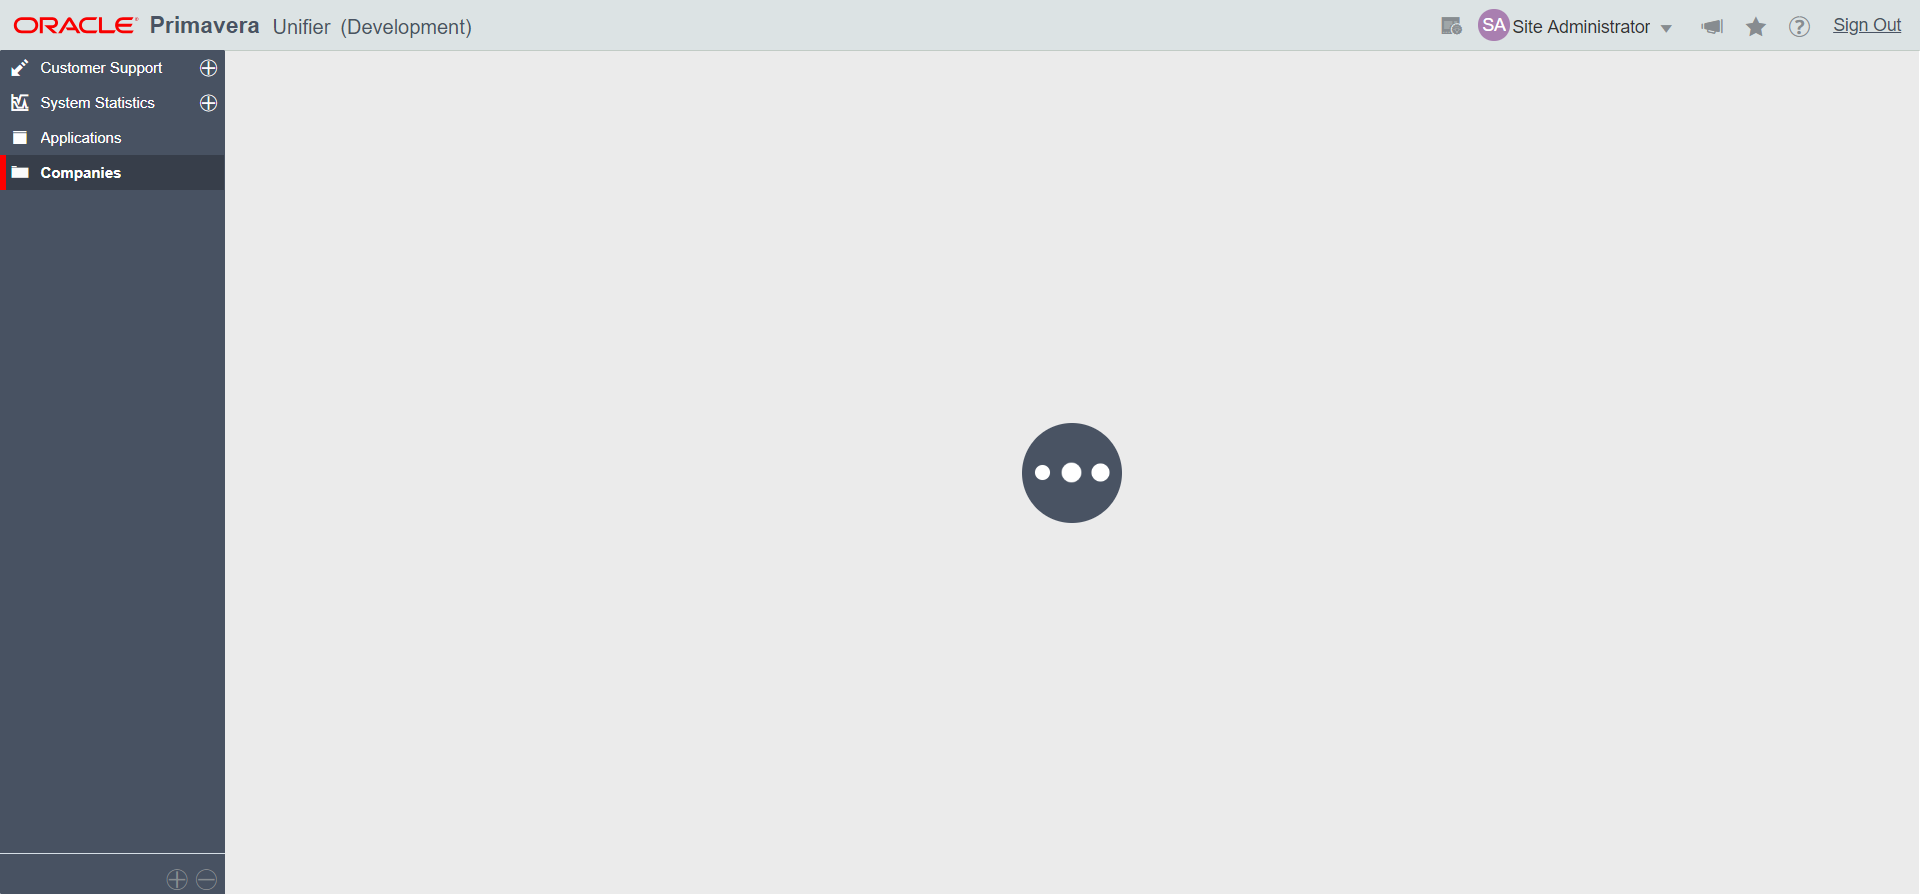 ORACLE Primavera Unifier (Development) SA Site Administrator Sign Out
Customer Support
System Statistics
Applications
Companies